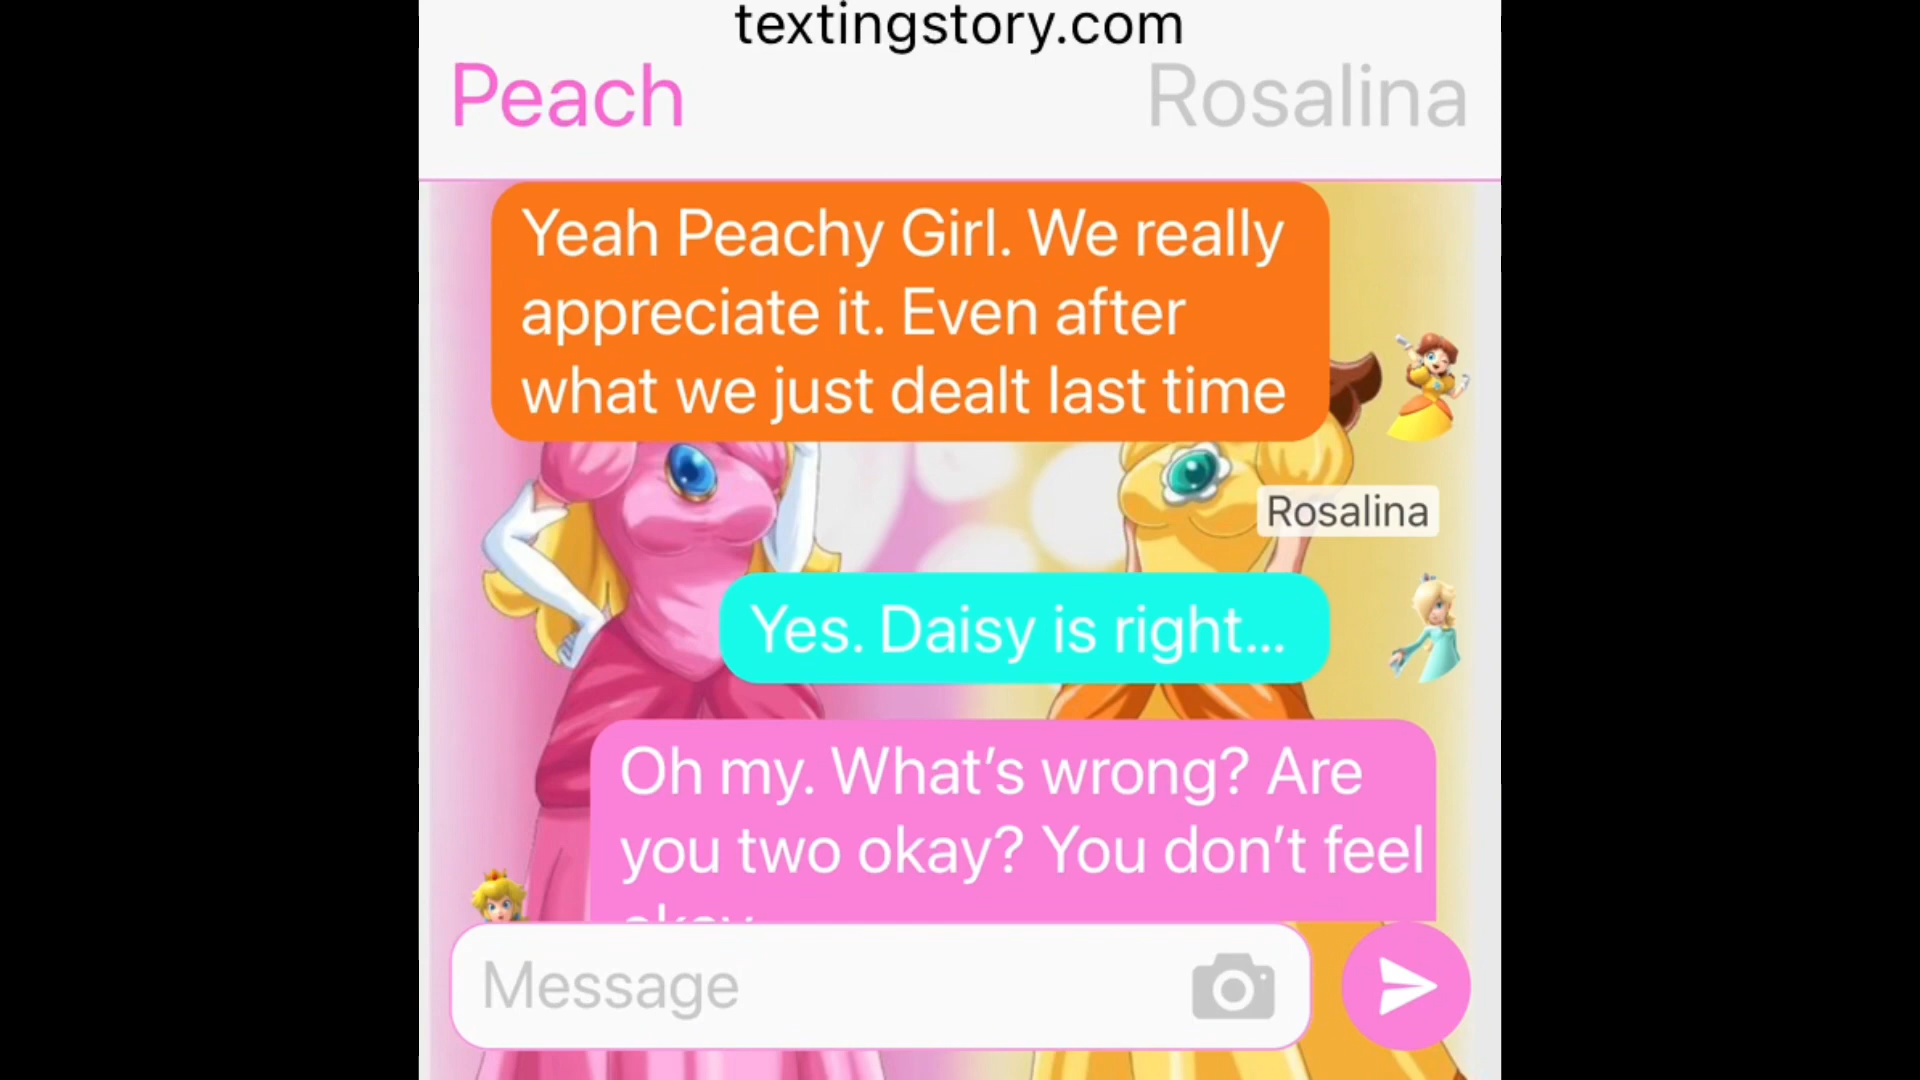 textingstory.com
Peach
Rosalina
Yeah Peachy Girl. We really
appreciate it. Even after
what we just dealt last time
Rosalina
Yes. Daisy is right...
Oh my. What’s wrong? Are
you two okay? You don’t feel
okay
Message